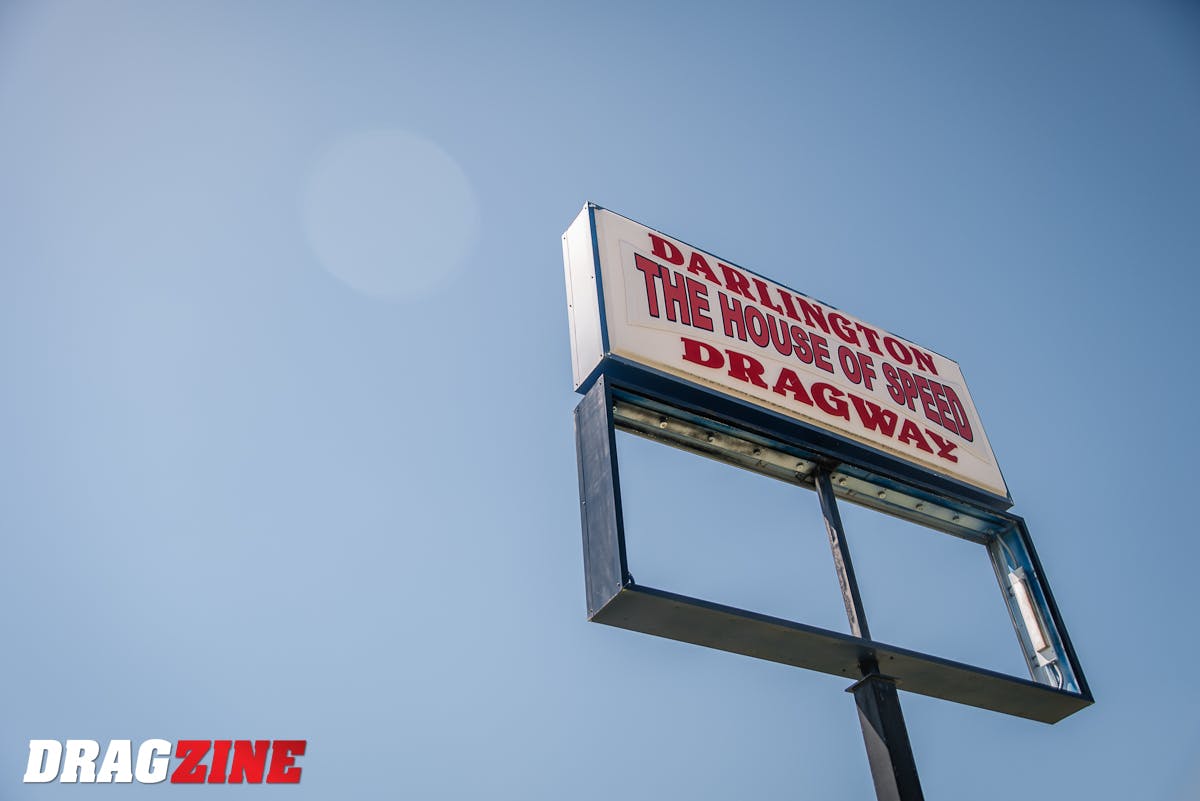 DARLINGTON
THE HOUSE OF SPEED
DRAGWAY
DRAGZINE